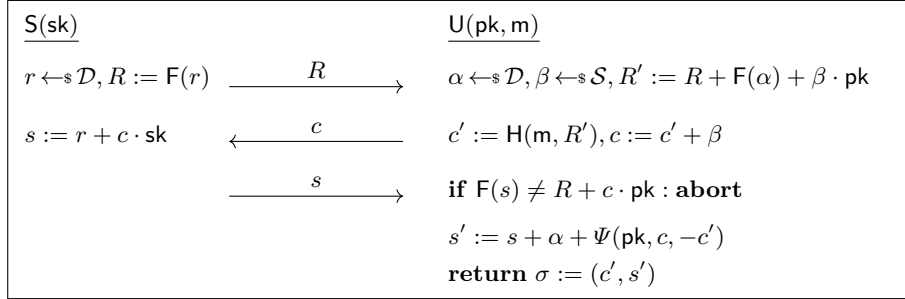 S(sk) U(pk, m)
r ←$ 𝒟, R := F(r) R α ←$ 𝒟, β ←$ 𝒮, R′ := R + F(α) + β · pk
s := r + c · sk c c′ := H(m, R′), c := c′ + β
s if F(s) ≠ R + c · pk : abort
s′ := s + α + Ψ(pk, c, −c′)
return σ := (c′, s′)